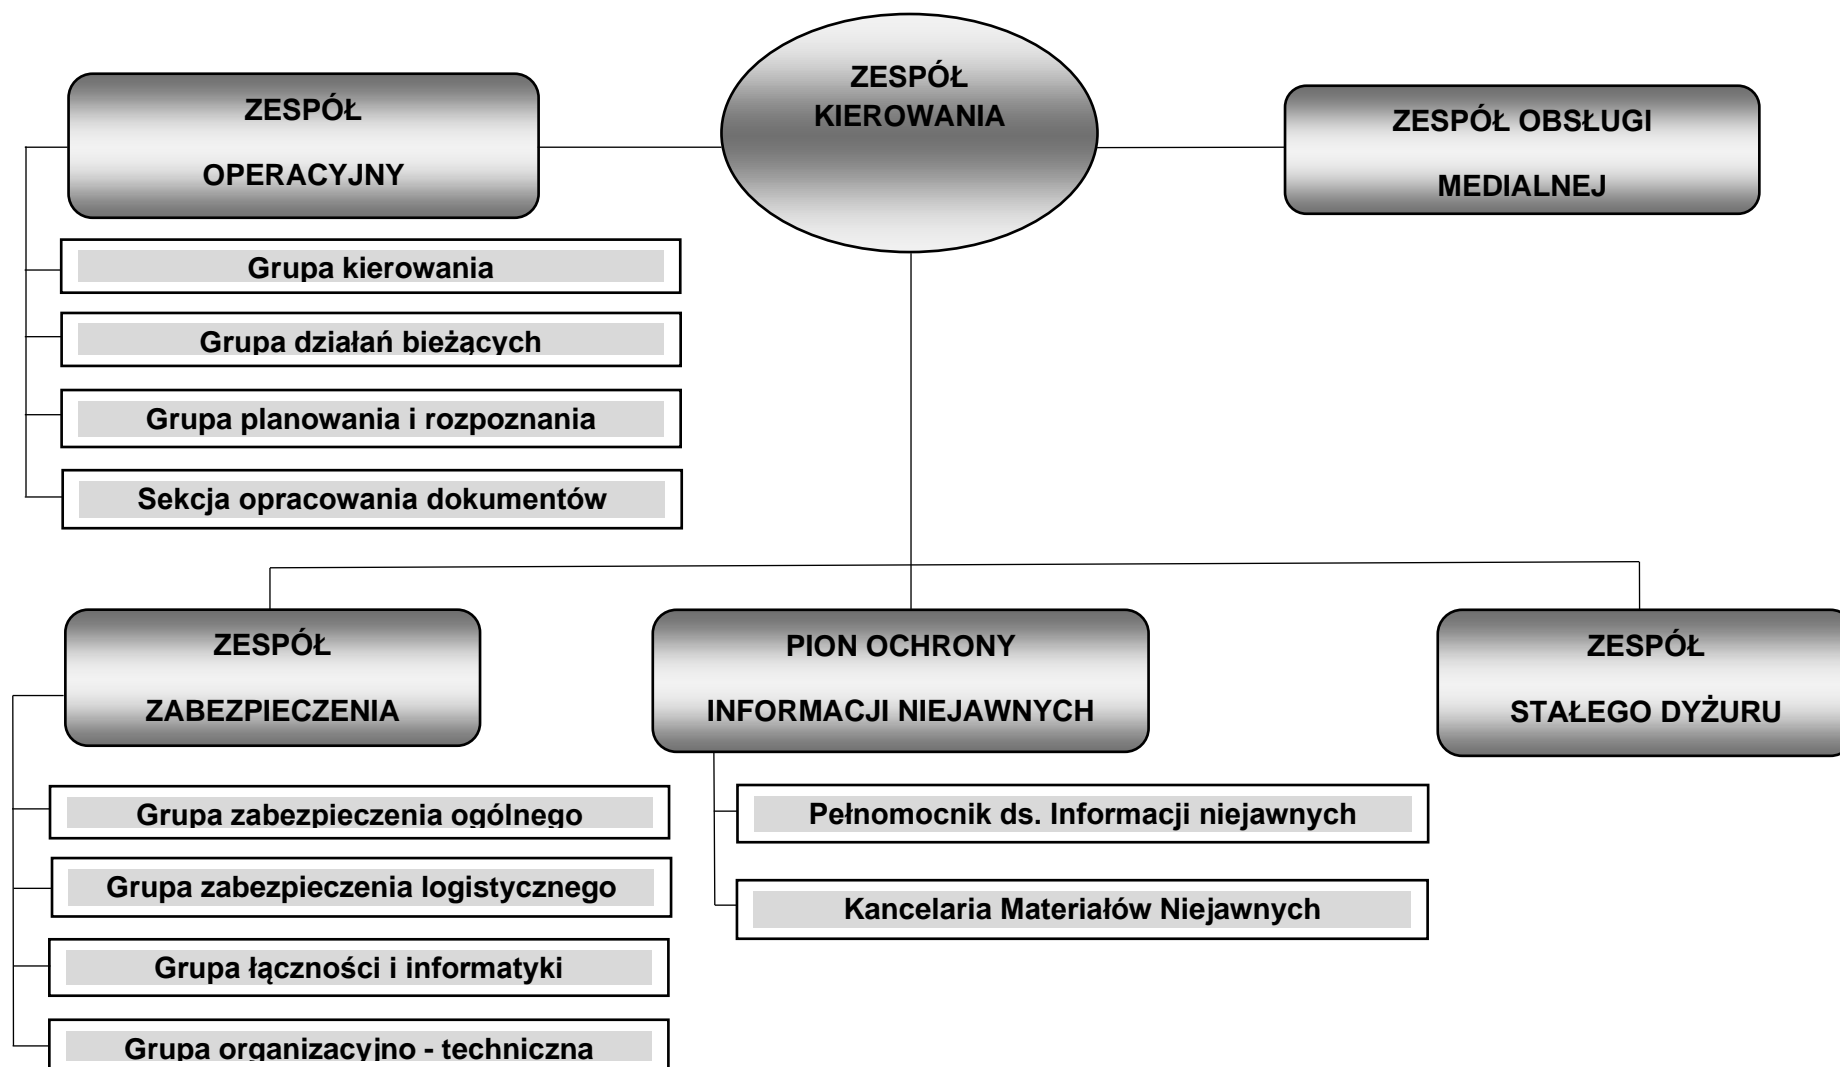 ZESPÓŁ
KIEROWANIA
ZESPÓŁ
OPERACYJNY
ZESPÓŁ OBSŁUGI
MEDIALNEJ
Grupa kierowania
Grupa działań bieżących
Grupa planowania i rozpoznania
Sekcja opracowania dokumentów
ZESPÓŁ
ZABEZPIECZENIA
PION OCHRONY
INFORMACJI NIEJAWNYCH
ZESPÓŁ
STAŁEGO DYŻURU
Grupa zabezpieczenia ogólnego
Grupa zabezpieczenia logistycznego
Grupa łączności i informatyki
Grupa organizacyjno - techniczna
Pełnomocnik ds. Informacji niejawnych
Kancelaria Materiałów Niejawnych